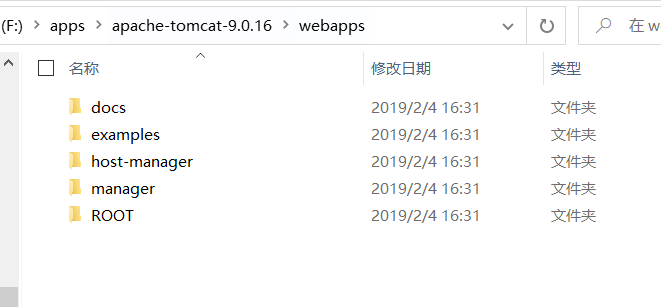 (F:) › apps › apache-tomcat-9.0.16 › webapps 在 w
名称 修改日期 类型
docs 2019/2/4 16:31 文件夹
examples 2019/2/4 16:31 文件夹
host-manager 2019/2/4 16:31 文件夹
manager 2019/2/4 16:31 文件夹
ROOT 2019/2/4 16:31 文件夹